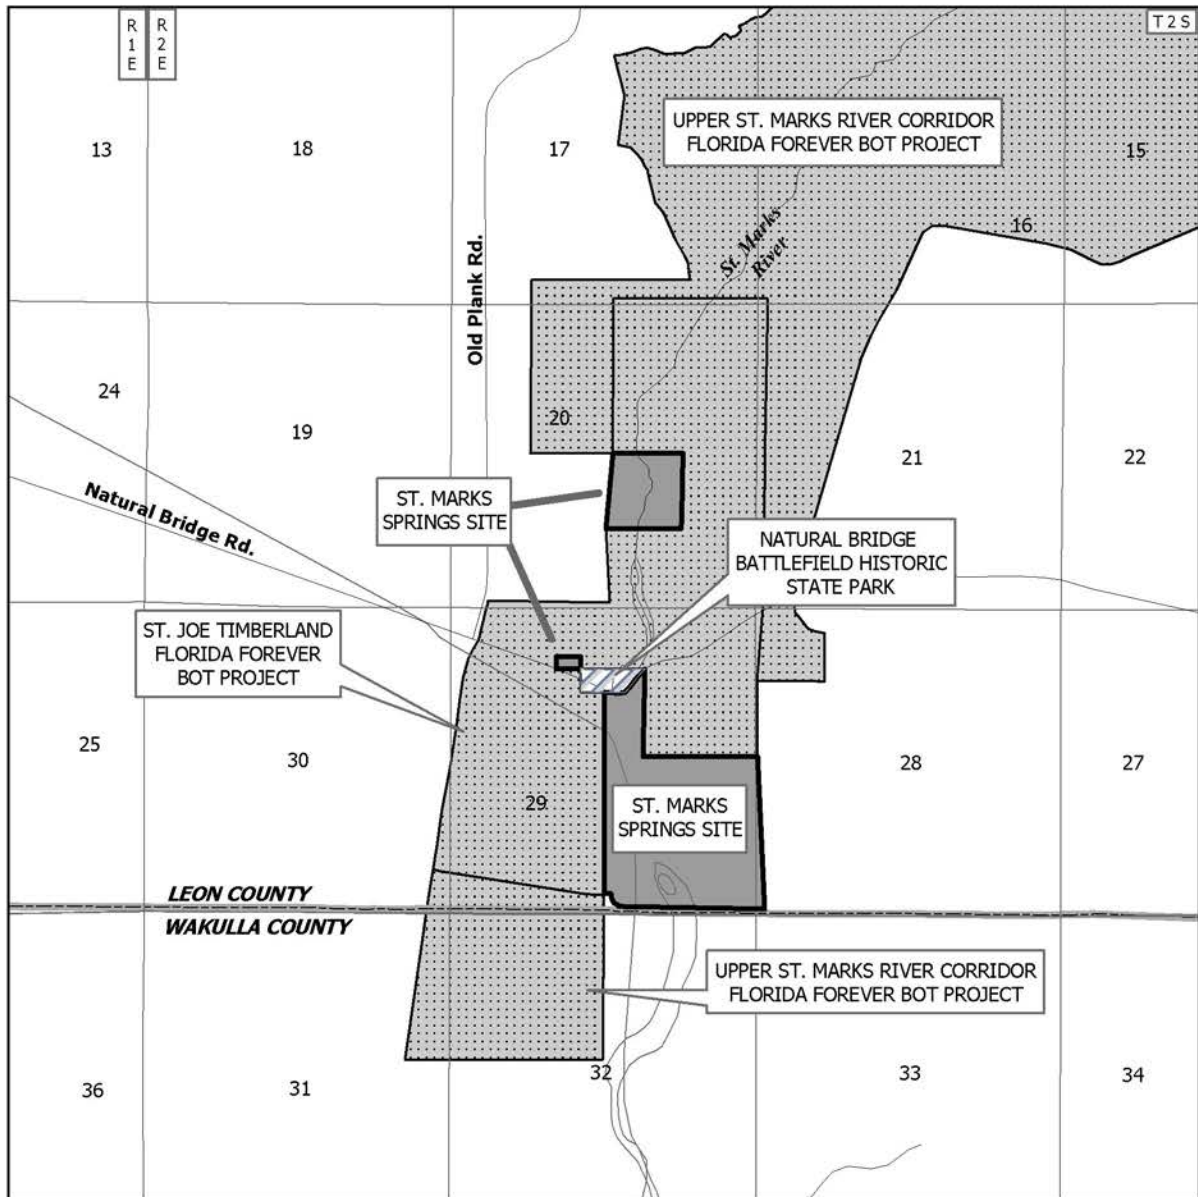 R
1
E
R
2
E
T 2 S
UPPER ST. MARKS RIVER CORRIDOR
FLORIDA FOREVER BOT PROJECT
13
18
17
15
16
St. Marks
River
Old Plank Rd.
24
19
20
21
22
Natural Bridge Rd.
ST. MARKS
SPRINGS SITE
NATURAL BRIDGE
BATTLEFIELD HISTORIC
STATE PARK
ST. JOE TIMBERLAND
FLORIDA FOREVER
BOT PROJECT
25
30
29
28
27
ST. MARKS
SPRINGS SITE
LEON COUNTY
WAKULLA COUNTY
UPPER ST. MARKS RIVER CORRIDOR
FLORIDA FOREVER BOT PROJECT
36
31
32
33
34